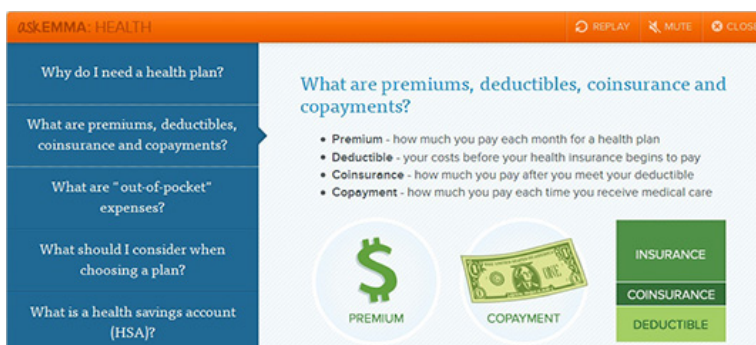 askEMMA: HEALTH
REPLAY
MUTE
CLOSE
Why do I need a health plan?
What are premiums, deductibles,
coinsurance and copayments?
What are "out-of-pocket"
expenses?
What should I consider when
choosing a plan?
What is a health savings account
(HSA)?
What are premiums, deductibles, coinsurance and
copayments?
• Premium - how much you pay each month for a health plan
• Deductible - your costs before your health insurance begins to pay
• Coinsurance - how much you pay after you meet your deductible
• Copayment - how much you pay each time you receive medical care
$
PREMIUM
ONE
COPAYMENT
INSURANCE
COINSURANCE
DEDUCTIBLE